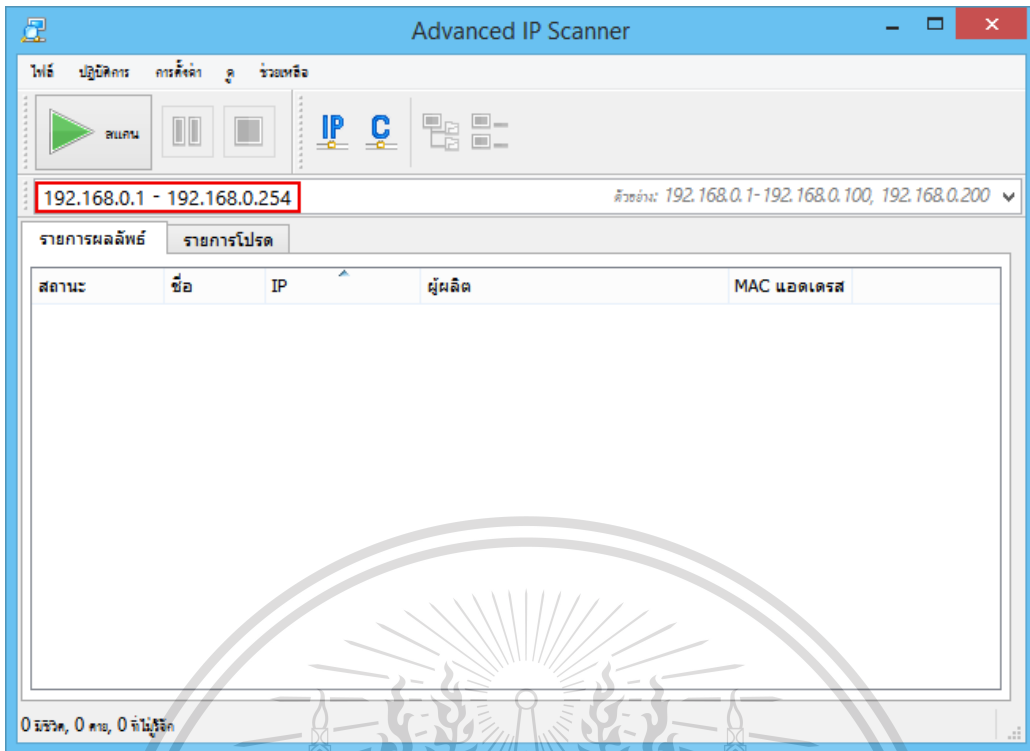 Advanced IP Scanner
ไฟล์ ปฏิบัติการ การตั้งค่า ดู ช่วยเหลือ
สแกน IP C
192.168.0.1 - 192.168.0.254 ตัวอย่าง: 192.168.0.1-192.168.0.100, 192.168.0.200
รายการผลลัพธ์ รายการโปรด
สถานะ ชื่อ IP ผู้ผลิต MAC แอดเดรส
0 มีชีวิต, 0 ตาย, 0 ที่ไม่รู้จัก